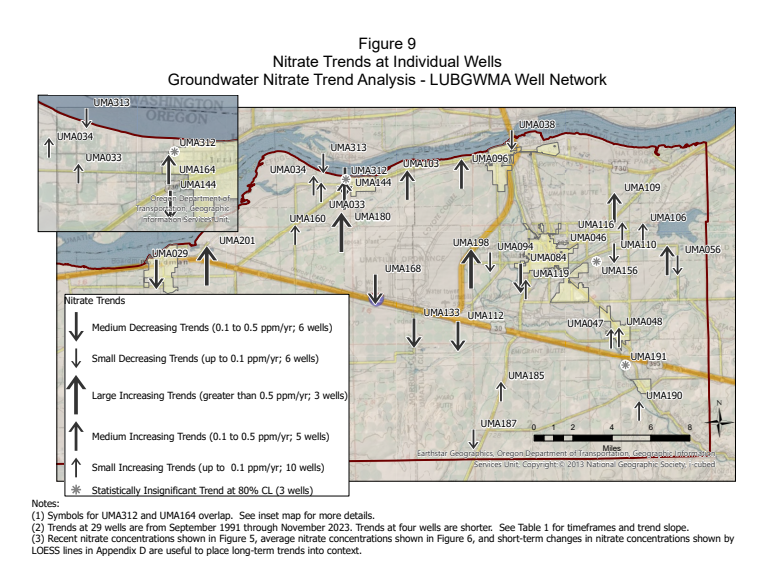 Figure 9
Nitrate Trends at Individual Wells
Groundwater Nitrate Trend Analysis - LUBGWMA Well Network
WASHINGTON
OREGON
UMA313
UMA034
UMA312
UMA033
UMA164
UMA144
Oregon Department of
Transportation, Geographic
Information Services Unit,
UMA038
UMA313
UMA034
UMA312
UMA144
UMA103
UMA096
UMA033
UMA160
UMA180
UMA109
UMA116
UMA106
UMA046
UMA110
UMA056
UMA029
UMA201
UMA198
UMA094
UMA084
UMA119
UMA156
UMA168
UMA133
UMA112
UMA047
UMA048
UMA191
UMA185
UMA190
UMA187
N
0 1 2 4 6 8
Miles
Earthstar Geographics, Oregon Department of Transportation, Geographic Information
Services Unit, Copyright:© 2013 National Geographic Society, i-cubed
Nitrate Trends
Medium Decreasing Trends (0.1 to 0.5 ppm/yr; 6 wells)
Small Decreasing Trends (up to 0.1 ppm/yr; 6 wells)
Large Increasing Trends (greater than 0.5 ppm/yr; 3 wells)
Medium Increasing Trends (0.1 to 0.5 ppm/yr; 5 wells)
Small Increasing Trends (up to 0.1 ppm/yr; 10 wells)
Statistically Insignificant Trend at 80% CL (3 wells)
Notes:
(1) Symbols for UMA312 and UMA164 overlap. See inset map for more details.
(2) Trends at 29 wells are from September 1991 through November 2023. Trends at four wells are shorter. See Table 1 for timeframes and trend slope.
(3) Recent nitrate concentrations shown in Figure 5, average nitrate concentrations shown in Figure 6, and short-term changes in nitrate concentrations shown by
LOESS lines in Appendix D are useful to place long-term trends into context.